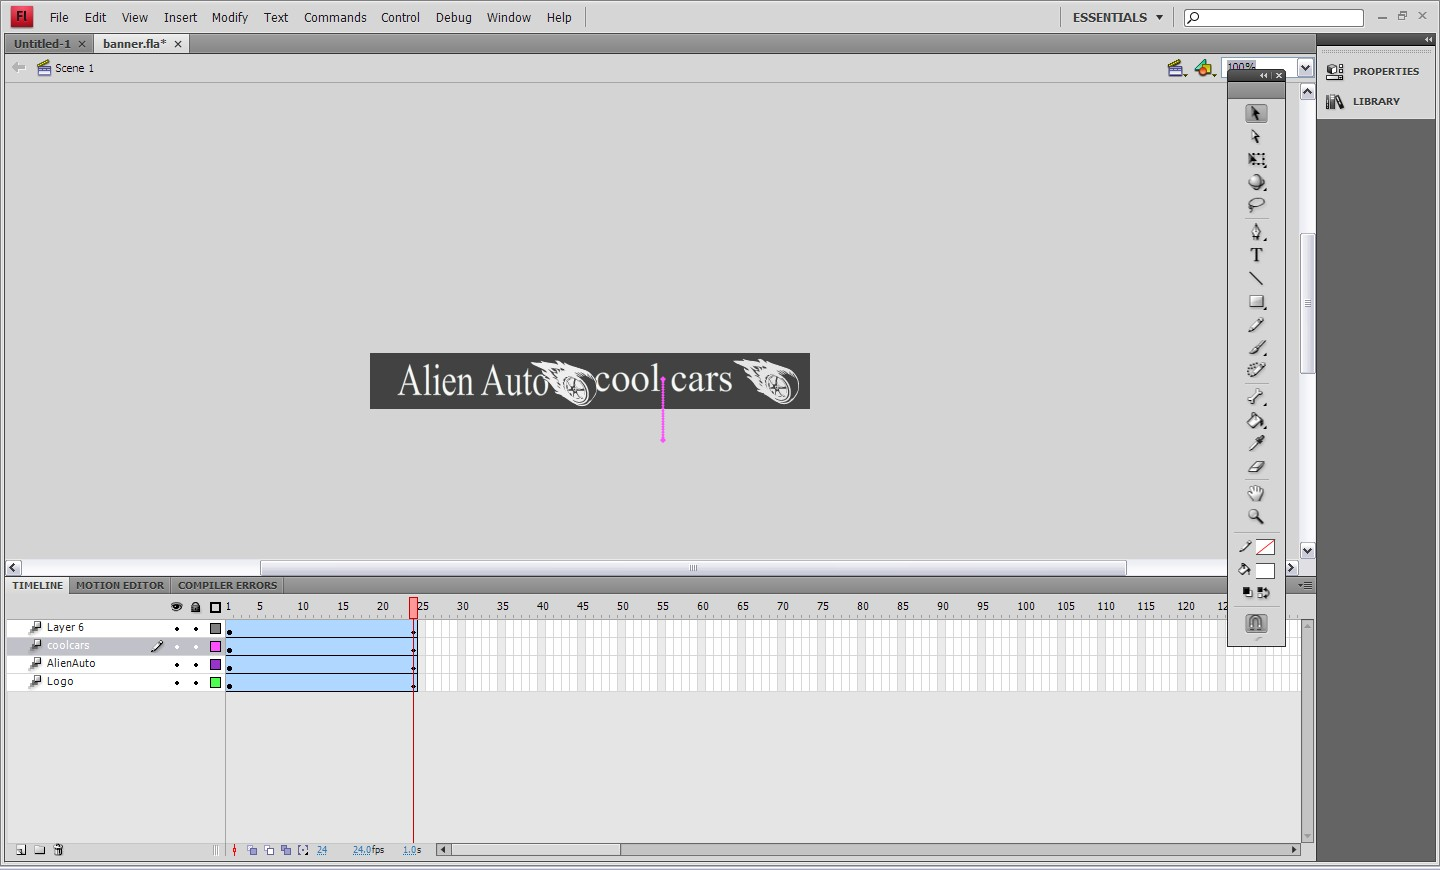 Fl File Edit View Insert Modify Text Commands Control Debug Window Help ESSENTIALS
Untitled-1 banner.fla*
Scene 1 100%
PROPERTIES
LIBRARY
T
Alien Auto cool cars
TIMELINE MOTION EDITOR COMPILER ERRORS
1 5 10 15 20 25 30 35 40 45 50 55 60 65 70 75 80 85 90 95 100 105 110 115 120
Layer 6
coolcars
AlienAuto
Logo
24 24.0fps 1.0s